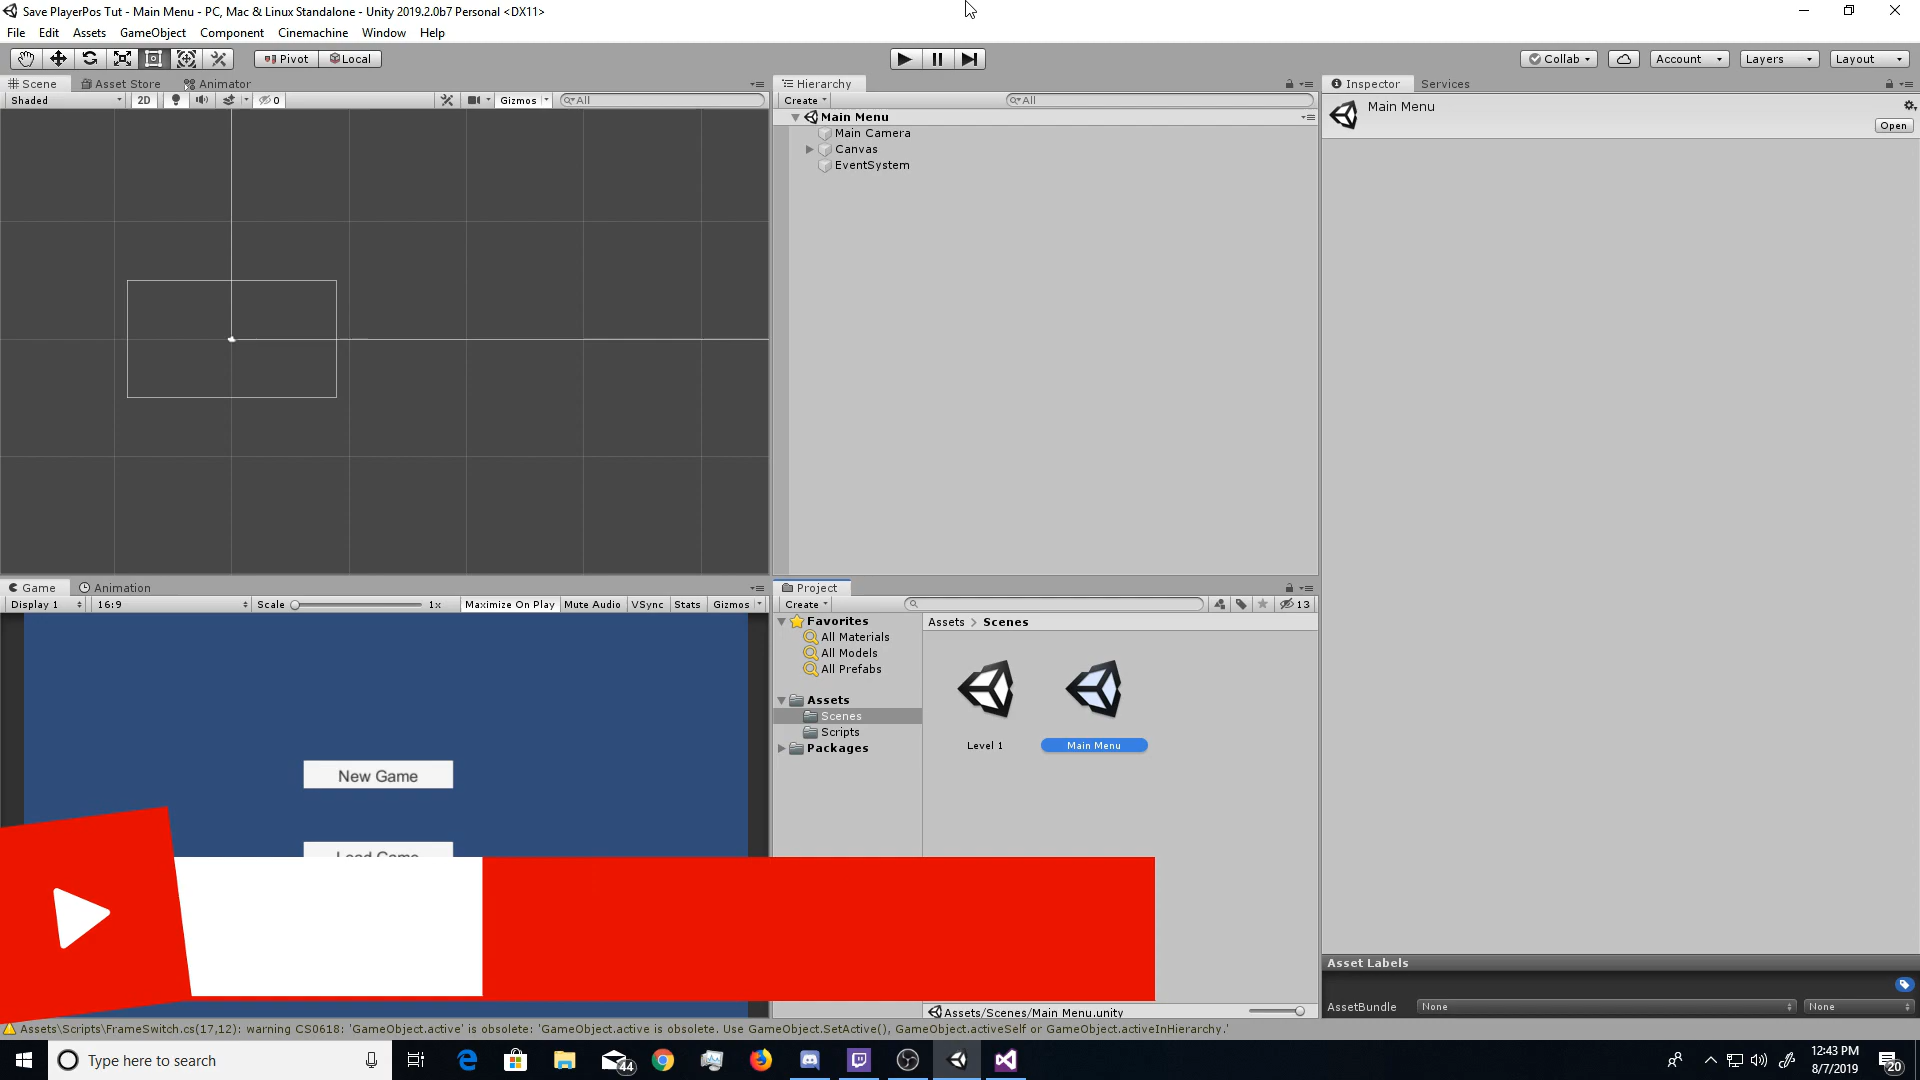 Save PlayerPos Tut - Main Menu - PC, Mac & Linux Standalone - Unity 2019.2.0b7 Personal <DX11>
File Edit Assets GameObject Component Cinemachine Window Help
Pivot Local
Collab Account Layers Layout
Scene Asset Store Animator
Shaded 2D 0 Gizmos All
Hierarchy
Create All
Main Menu
Main Camera
Canvas
EventSystem
Inspector Services
Main Menu
Open
Game Animation
Display 1 16:9 Scale 1x Maximize On Play Mute Audio VSync Stats Gizmos
New Game
Load Game
Project
Create 13
Favorites
All Materials
All Models
All Prefabs
Assets
Scenes
Scripts
Packages
Assets > Scenes
Level 1
Main Menu
Assets/Scenes/Main Menu.unity
Asset Labels
AssetBundle None None
Assets\Scripts\FrameSwitch.cs(17,12): warning CS0618: 'GameObject.active' is obsolete: 'GameObject.active is obsolete. Use GameObject.SetActive(), GameObject.activeSelf or GameObject.activeInHierarchy.'
Type here to search
44
12:43 PM
8/7/2019
20